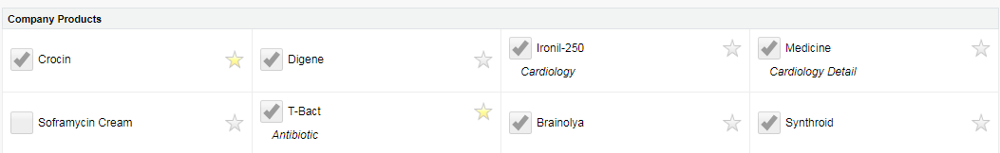 Company Products
Crocin
Digene
Ironil-250
Cardiology
Medicine
Cardiology Detail
Soframycin Cream
T-Bact
Antibiotic
Brainolya
Synthroid